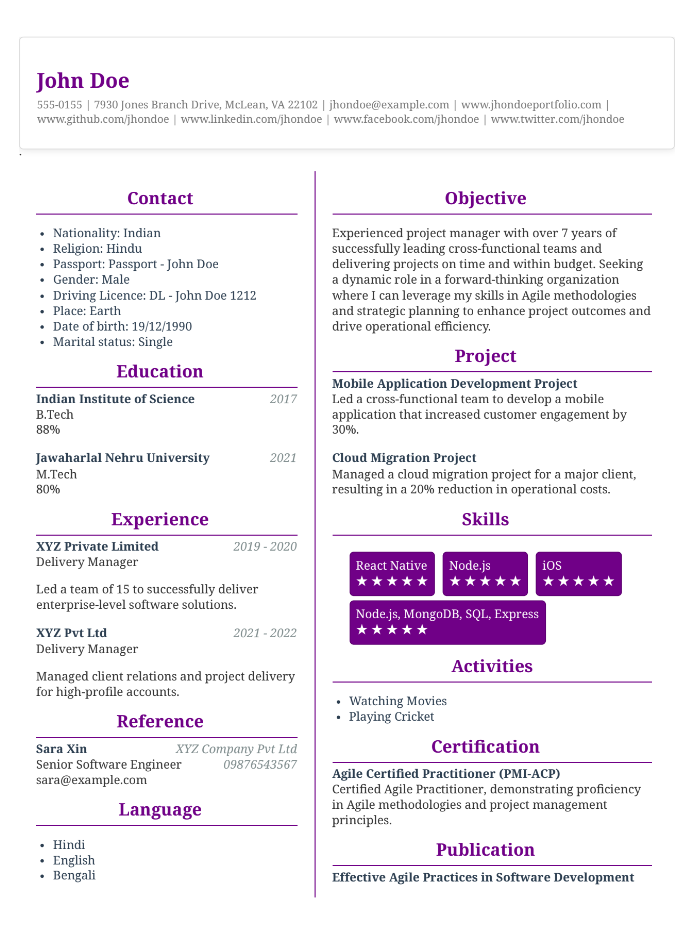 John Doe
555-0155 | 7930 Jones Branch Drive, McLean, VA 22102 | jhondoe@example.com | www.jhondoeportfolio.com |
www.github.com/jhondoe | www.linkedin.com/jhondoe | www.facebook.com/jhondoe | www.twitter.com/jhondoe
.
Contact
• Nationality: Indian
• Religion: Hindu
• Passport: Passport - John Doe
• Gender: Male
• Driving Licence: DL - John Doe 1212
• Place: Earth
• Date of birth: 19/12/1990
• Marital status: Single
Education
Indian Institute of Science 2017
B.Tech
88%
Jawaharlal Nehru University 2021
M.Tech
80%
Experience
XYZ Private Limited 2019 - 2020
Delivery Manager
Led a team of 15 to successfully deliver
enterprise-level software solutions.
XYZ Pvt Ltd 2021 - 2022
Delivery Manager
Managed client relations and project delivery
for high-profile accounts.
Reference
Sara Xin XYZ Company Pvt Ltd
Senior Software Engineer 09876543567
sara@example.com
Language
• Hindi
• English
• Bengali
Objective
Experienced project manager with over 7 years of
successfully leading cross-functional teams and
delivering projects on time and within budget. Seeking
a dynamic role in a forward-thinking organization
where I can leverage my skills in Agile methodologies
and strategic planning to enhance project outcomes and
drive operational efficiency.
Project
Mobile Application Development Project
Led a cross-functional team to develop a mobile
application that increased customer engagement by
30%.
Cloud Migration Project
Managed a cloud migration project for a major client,
resulting in a 20% reduction in operational costs.
Skills
React Native Node.js iOS
★★★★★ ★★★★★ ★★★★★
Node.js, MongoDB, SQL, Express
★★★★★
Activities
• Watching Movies
• Playing Cricket
Certification
Agile Certified Practitioner (PMI-ACP)
Certified Agile Practitioner, demonstrating proficiency
in Agile methodologies and project management
principles.
Publication
Effective Agile Practices in Software Development